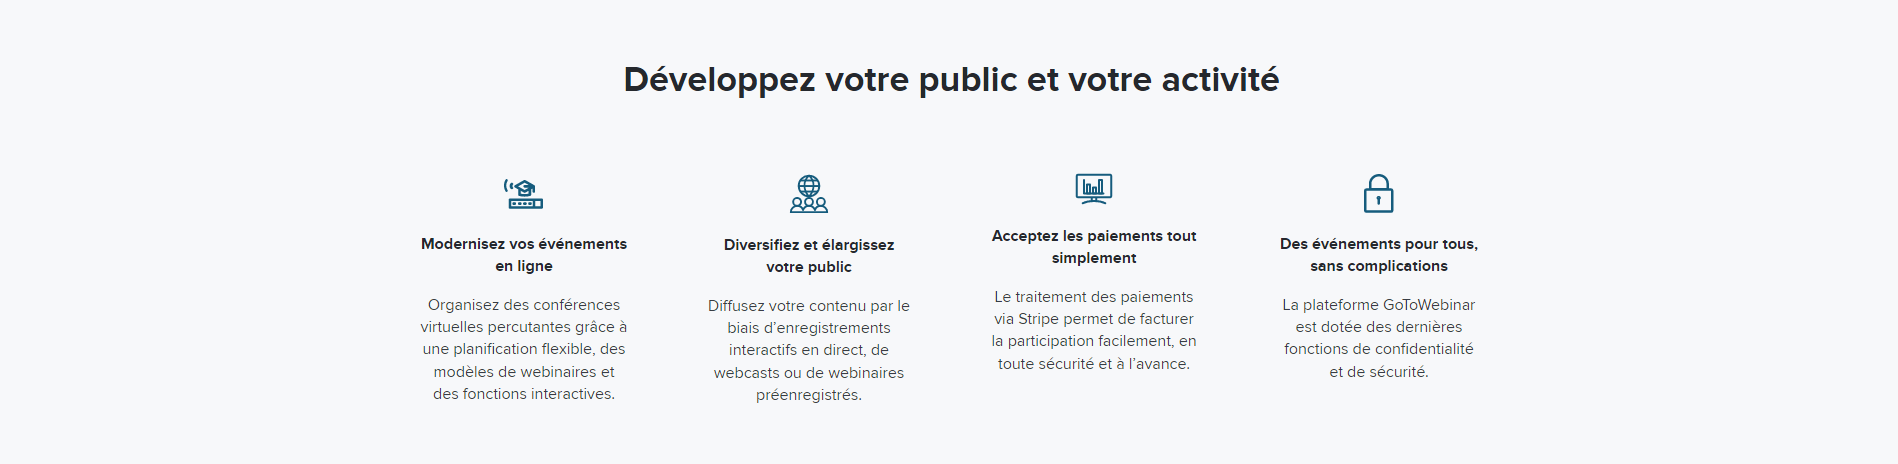 Développez votre public et votre activité
Modernisez vos événements
en ligne
Organisez des conférences
virtuelles percutantes grâce à
une planification flexible, des
modèles de webinaires et
des fonctions interactives.
Diversifiez et élargissez
votre public
Diffusez votre contenu par le
biais d’enregistrements
interactifs en direct, de
webcasts ou de webinaires
préenregistrés.
Acceptez les paiements tout
simplement
Le traitement des paiements
via Stripe permet de facturer
la participation facilement, en
toute sécurité et à l’avance.
Des événements pour tous,
sans complications
La plateforme GoToWebinar
est dotée des dernières
fonctions de confidentialité
et de sécurité.